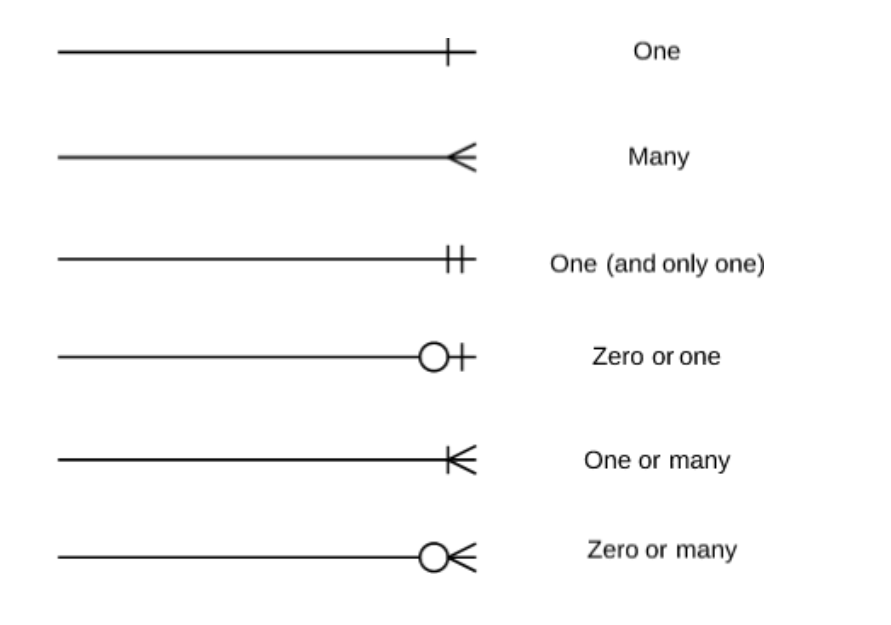 One
Many
One (and only one)
Zero or one
One or many
Zero or many